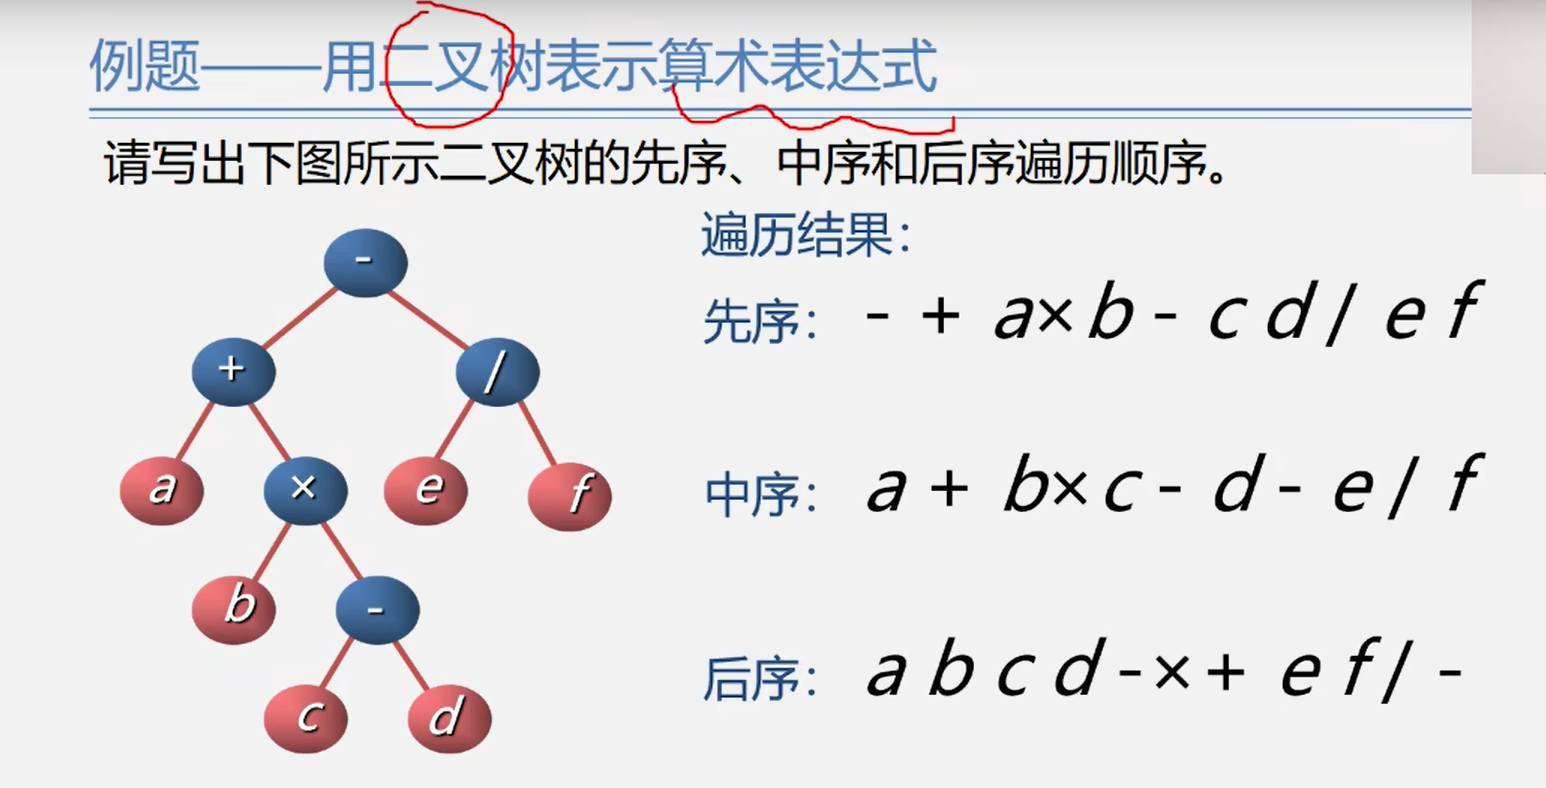 例题——用二叉树表示算术表达式
请写出下图所示二叉树的先序、中序和后序遍历顺序。
遍历结果：
-
先序： - + a×b - c d / e f
+ /
a × e f
中序： a + b×c - d - e / f
b -
后序： a b c d -×+ e f / -
c d